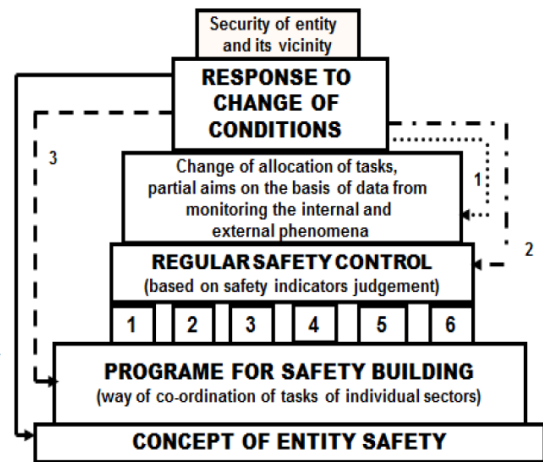 Security of entity
and its vicinity
RESPONSE TO
CHANGE OF
CONDITIONS
3
Change of allocation of tasks,
partial aims on the basis of data from
monitoring the internal and
external phenomena
1
2
REGULAR SAFETY CONTROL
(based on safety indicators judgement)
1 2 3 4 5 6
PROGRAME FOR SAFETY BUILDING
(way of co-ordination of tasks of individual sectors)
CONCEPT OF ENTITY SAFETY